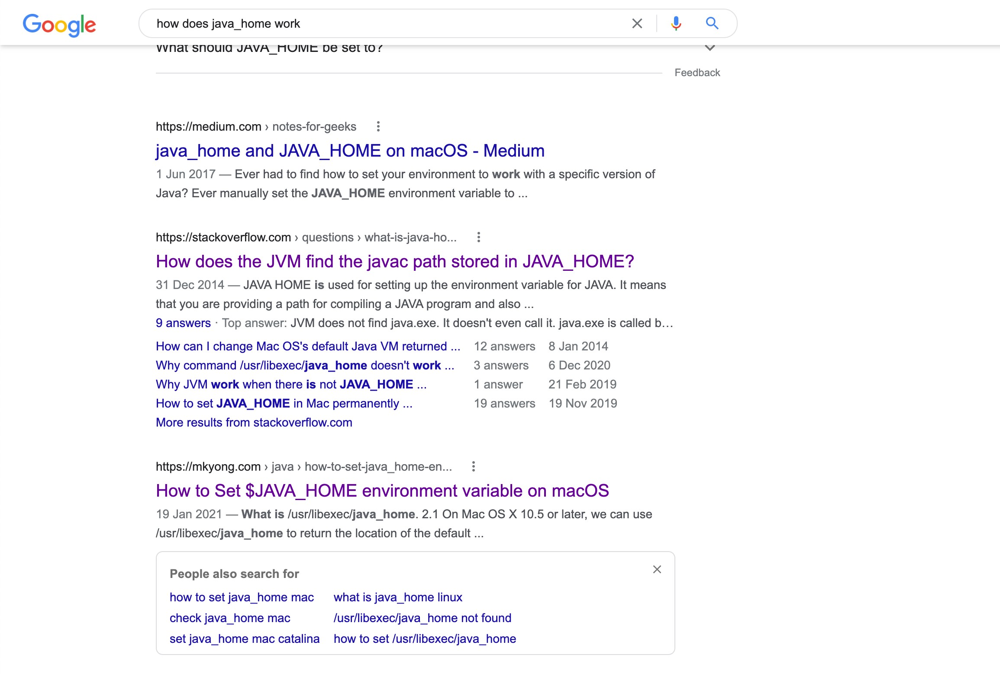 Google
how does java_home work
What should JAVA_HOME be set to?
Feedback
https://medium.com › notes-for-geeks
java_home and JAVA_HOME on macOS - Medium
1 Jun 2017 — Ever had to find how to set your environment to work with a specific version of
Java? Ever manually set the JAVA_HOME environment variable to ...
https://stackoverflow.com › questions › what-is-java-ho...
How does the JVM find the javac path stored in JAVA_HOME?
31 Dec 2014 — JAVA HOME is used for setting up the environment variable for JAVA. It means
that you are providing a path for compiling a JAVA program and also ...
9 answers · Top answer: JVM does not find java.exe. It doesn't even call it. java.exe is called b...
How can I change Mac OS's default Java VM returned ... 12 answers 8 Jan 2014
Why command /usr/libexec/java_home doesn't work ... 3 answers 6 Dec 2020
Why JVM work when there is not JAVA_HOME ... 1 answer 21 Feb 2019
How to set JAVA_HOME in Mac permanently ... 19 answers 19 Nov 2019
More results from stackoverflow.com
https://mkyong.com › java › how-to-set-java_home-en...
How to Set $JAVA_HOME environment variable on macOS
19 Jan 2021 — What is /usr/libexec/java_home. 2.1 On Mac OS X 10.5 or later, we can use
/usr/libexec/java_home to return the location of the default ...
People also search for
how to set java_home mac what is java_home linux
check java_home mac /usr/libexec/java_home not found
set java_home mac catalina how to set /usr/libexec/java_home